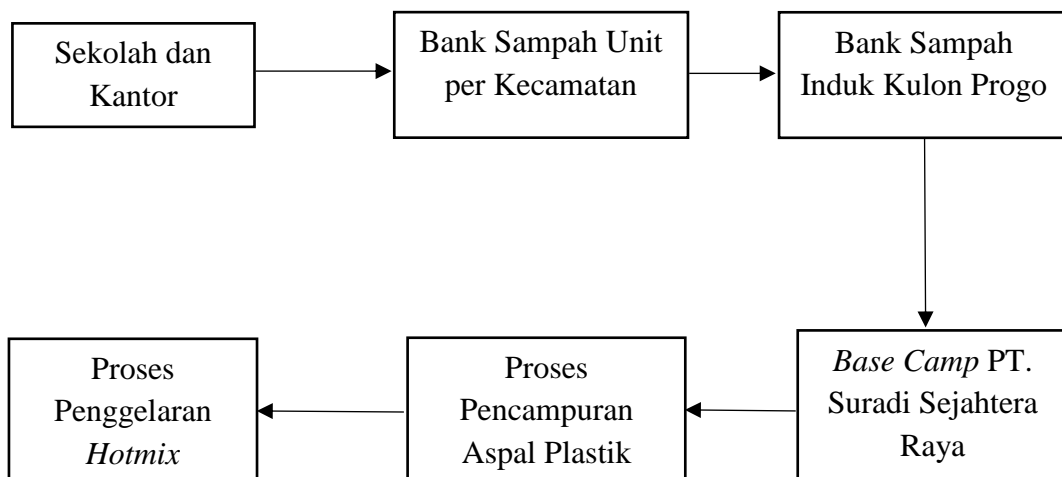 Sekolah dan
Kantor
Bank Sampah Unit
per Kecamatan
Bank Sampah
Induk Kulon Progo
Base Camp PT.
Suradi Sejahtera
Raya
Proses
Pencampuran
Aspal Plastik
Proses
Penggelaran
Hotmix